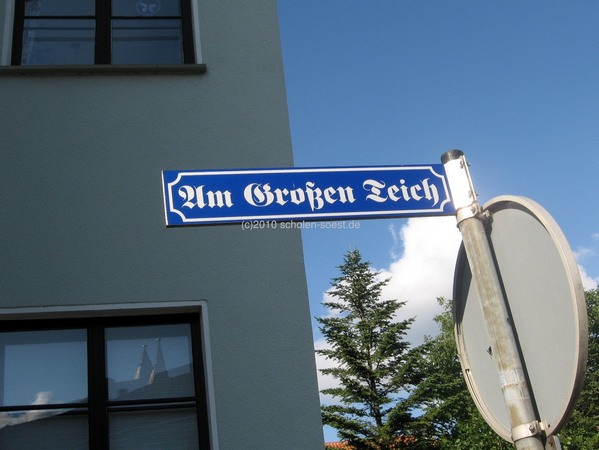 Am Großen Teich
(c)2010 scholen-soest.de